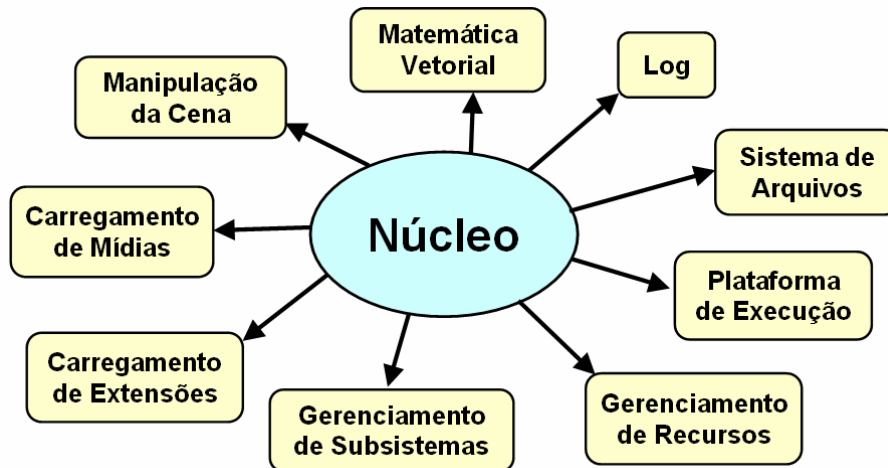 Matemática
Vetorial
Log
Manipulação
da Cena
Sistema de
Arquivos
Carregamento
de Mídias
Núcleo
Plataforma
de Execução
Carregamento
de Extensões
Gerenciamento
de Subsistemas
Gerenciamento
de Recursos